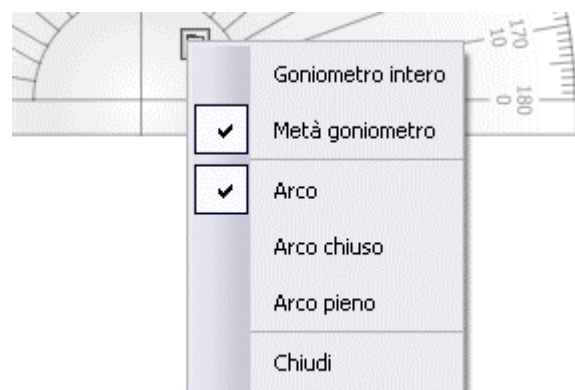 170
10
Goniometro intero
180
0
Metà goniometro
Arco
Arco chiuso
Arco pieno
Chiudi